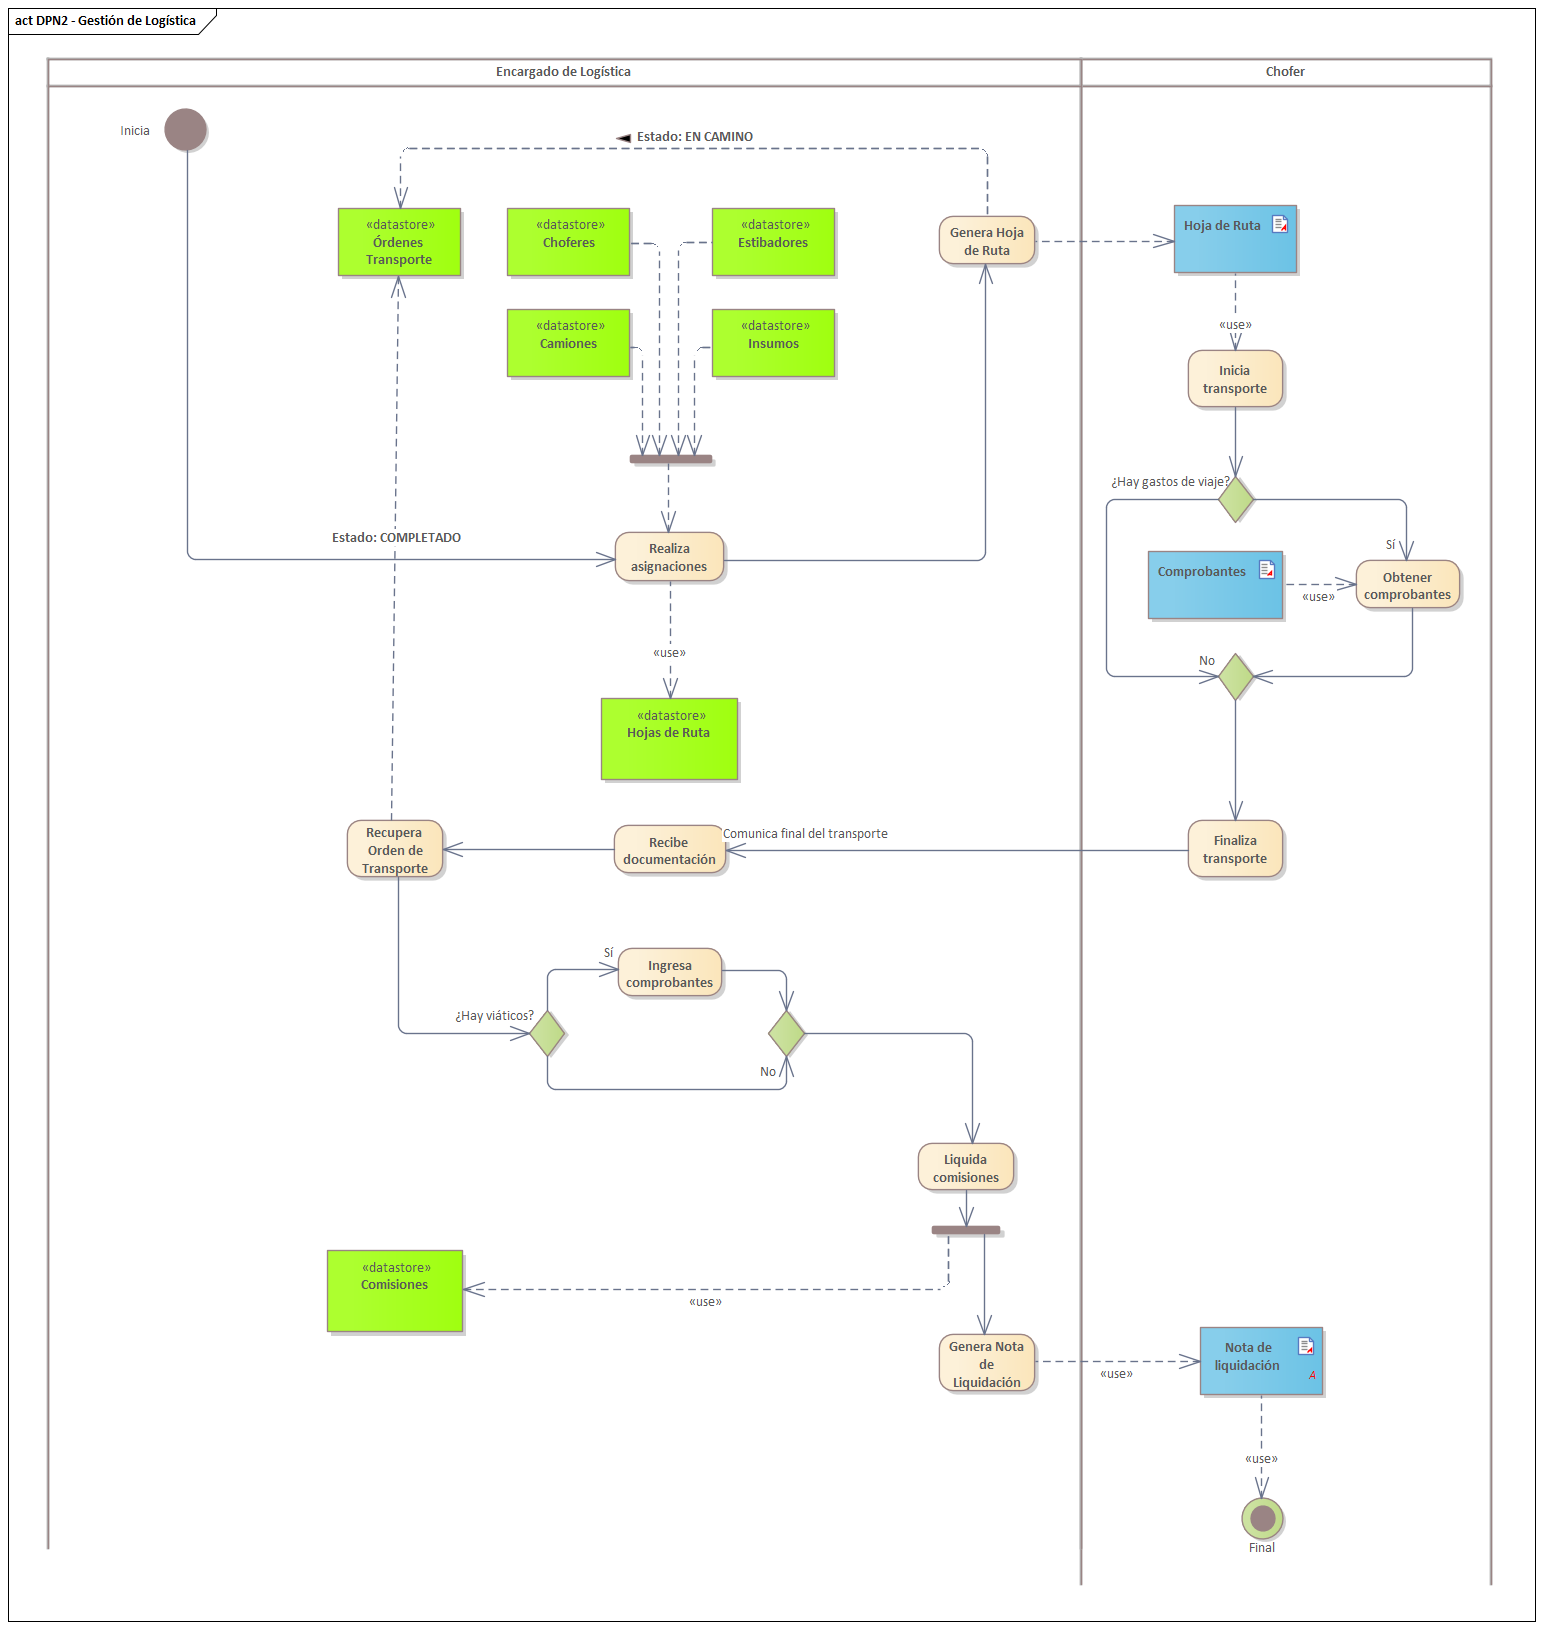 act DPN2 - Gestión de Logística
Encargado de Logística
Chofer
Inicia
Estado: EN CAMINO
«datastore»
Órdenes
Transporte
«datastore»
Choferes
«datastore»
Estibadores
Genera Hoja
de Ruta
Hoja de Ruta
«datastore»
Camiones
«datastore»
Insumos
«use»
Inicia
transporte
¿Hay gastos de viaje?
Estado: COMPLETADO
Realiza
asignaciones
Sí
Comprobantes
Obtener
comprobantes
«use»
«use»
No
«datastore»
Hojas de Ruta
Recupera
Orden de
Transporte
Recibe
documentación
Comunica final del transporte
Finaliza
transporte
Sí
Ingresa
comprobantes
¿Hay viáticos?
No
Liquida
comisiones
«datastore»
Comisiones
«use»
Genera Nota
de
Liquidación
«use»
Nota de
liquidación
A
«use»
Final